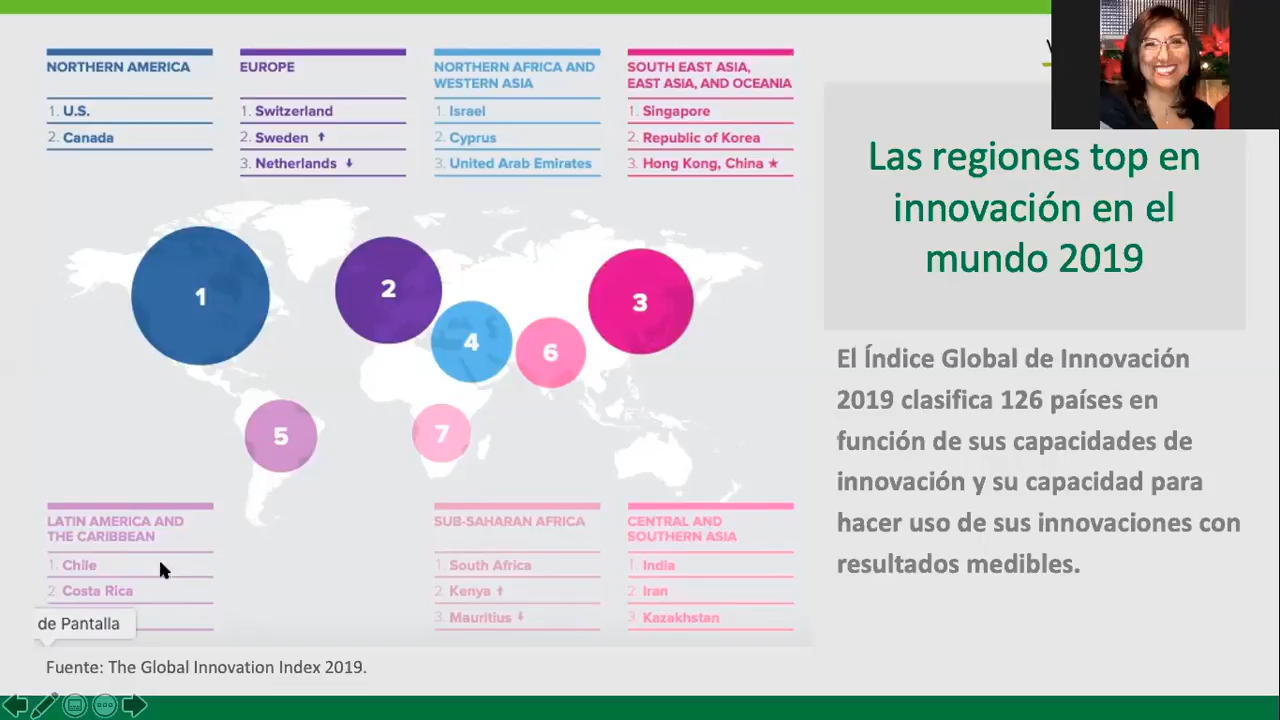 NORTHERN AMERICA
1. U.S.
2. Canada
EUROPE
1. Switzerland
2. Sweden ↑
3. Netherlands ↓
NORTHERN AFRICA AND
WESTERN ASIA
1. Israel
2. Cyprus
3. United Arab Emirates
SOUTH EAST ASIA,
EAST ASIA, AND OCEANIA
1. Singapore
2. Republic of Korea
3. Hong Kong, China ★
Las regiones top en
innovación en el
mundo 2019
1
2
3
4
6
5
7
El Índice Global de Innovación
2019 clasifica 126 países en
función de sus capacidades de
innovación y su capacidad para
hacer uso de sus innovaciones con
resultados medibles.
LATIN AMERICA AND
THE CARIBBEAN
1. Chile
2. Costa Rica
de Pantalla
SUB-SAHARAN AFRICA
1. South Africa
2. Kenya ↑
3. Mauritius ↓
CENTRAL AND
SOUTHERN ASIA
1. India
2. Iran
3. Kazakhstan
Fuente: The Global Innovation Index 2019.